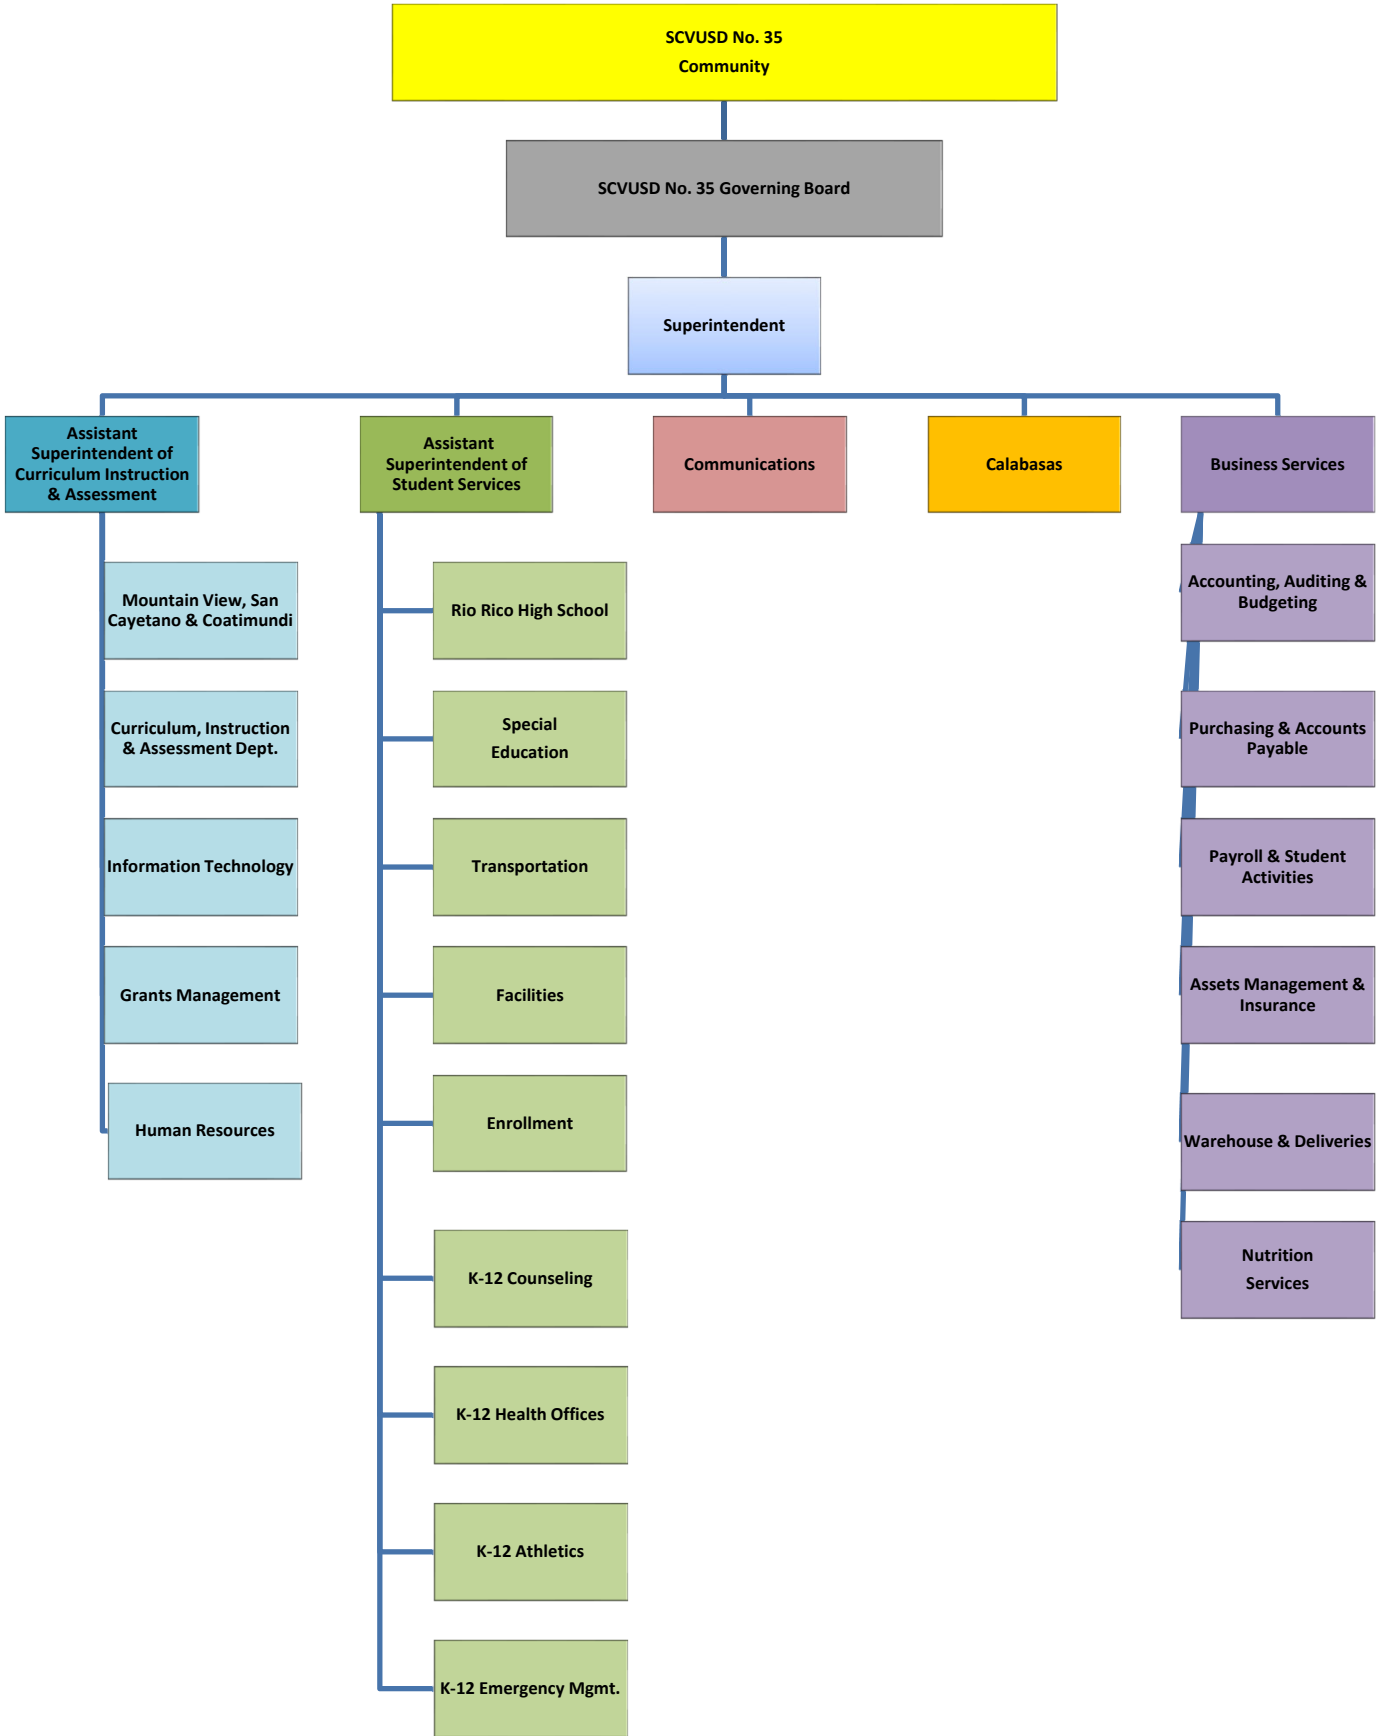 SCVUSD No. 35
Community
SCVUSD No. 35 Governing Board
Superintendent
Assistant
Superintendent of
Curriculum Instruction
& Assessment
Assistant
Superintendent of
Student Services
Communications
Calabasas
Business Services
Mountain View, San
Cayetano & Coatimundi
Curriculum, Instruction
& Assessment Dept.
Information Technology
Grants Management
Human Resources
Rio Rico High School
Special
Education
Transportation
Facilities
Enrollment
K-12 Counseling
K-12 Health Offices
K-12 Athletics
K-12 Emergency Mgmt.
Accounting, Auditing &
Budgeting
Purchasing & Accounts
Payable
Payroll & Student
Activities
Assets Management &
Insurance
Warehouse & Deliveries
Nutrition
Services